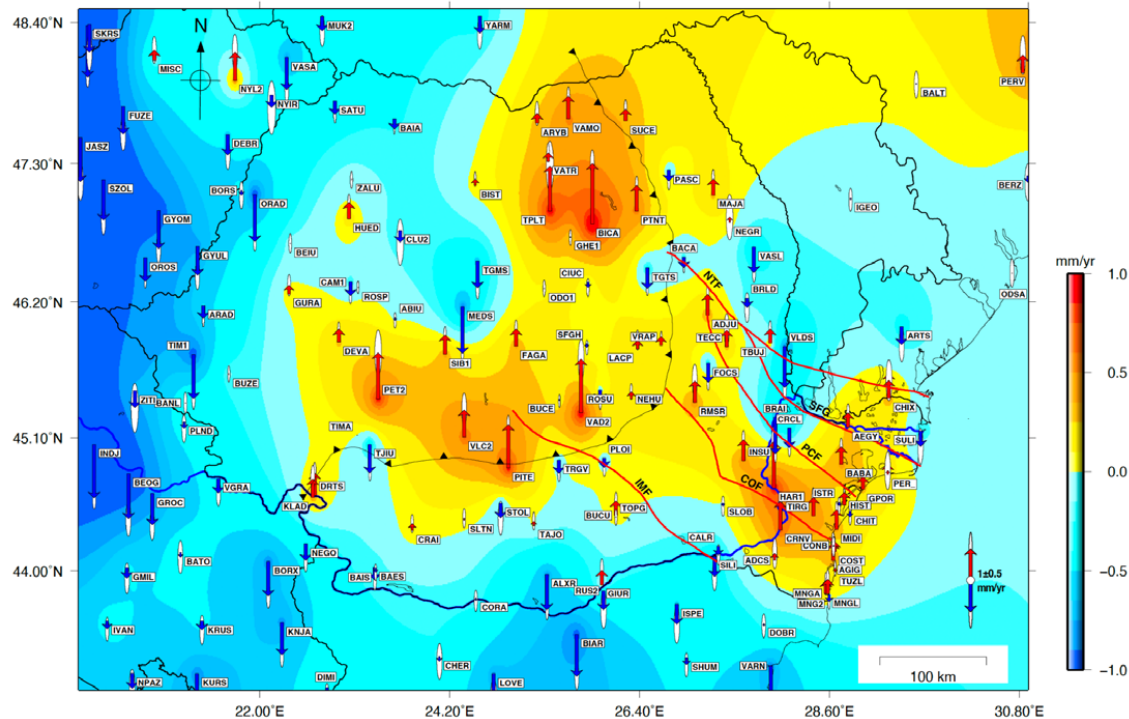 48.40°N
47.30°N
46.20°N
45.10°N
44.00°N
22.00°E
24.20°E
26.40°E
28.60°E
30.80°E
N
SKRS
MISC
NYL2
VASA
MUK2
YARM
BALT
PERV
NYIR
SATU
BAIA
FUZE
DEBR
JASZ
ARYB
VAMO
SUCE
VATR
SZOL
BORS
ORAD
ZALU
BIST
PASC
MAJA
IGEO
BERZ
GYOM
HUED
TPLT
BICA
PTNT
NEGR
OROS
GYUL
BEIU
CLU2
GHE1
BACA
VASL
TGMS
CIUC
TGTS
NTF
ODSA
ARAD
GURA
CAM1
ROSP
ABIU
MEDS
ODO1
BRLD
ADJU
TIM1
DEVA
SIB1
FAGA
SFGH
LACP
VRAP
TECC
TBUJ
VLDS
ARTS
BUZE
PET2
BUCE
ROSU
NEHU
FOCS
BANL
PLND
VAD2
RMSR
BRAI
CRCL
SFG
CHIX
TIMA
TJIU
VLC2
PITE
TRGV
PLOI
INSU
PCF
AEGY
SULI
INDJ
BEOG
GROC
VGRA
DRTS
KLAD
IMF
COF
BABA
PER_
CRAI
SLTN
STOL
TAJO
BUCU
TOPG
SLOB
HAR1
TIRG
ISTR
HIST
GPOR
CHIT
CRNV
MIDI
BATO
NEGO
CALR
SILI
ADCS
COST
AGIG
TUZL
GMIL
BORX
BAIS
BAES
ALXR
RUS2
GIUR
MNGA
MNG2
MNGL
IVAN
KRUS
KNJA
CORA
BIAR
ISPE
DOBR
NPAZ
KURS
DIMI
CHER
LOVE
SHUM
VARN
1±0.5
mm/yr
100 km
mm/yr
1.0
0.5
0.0
−0.5
−1.0